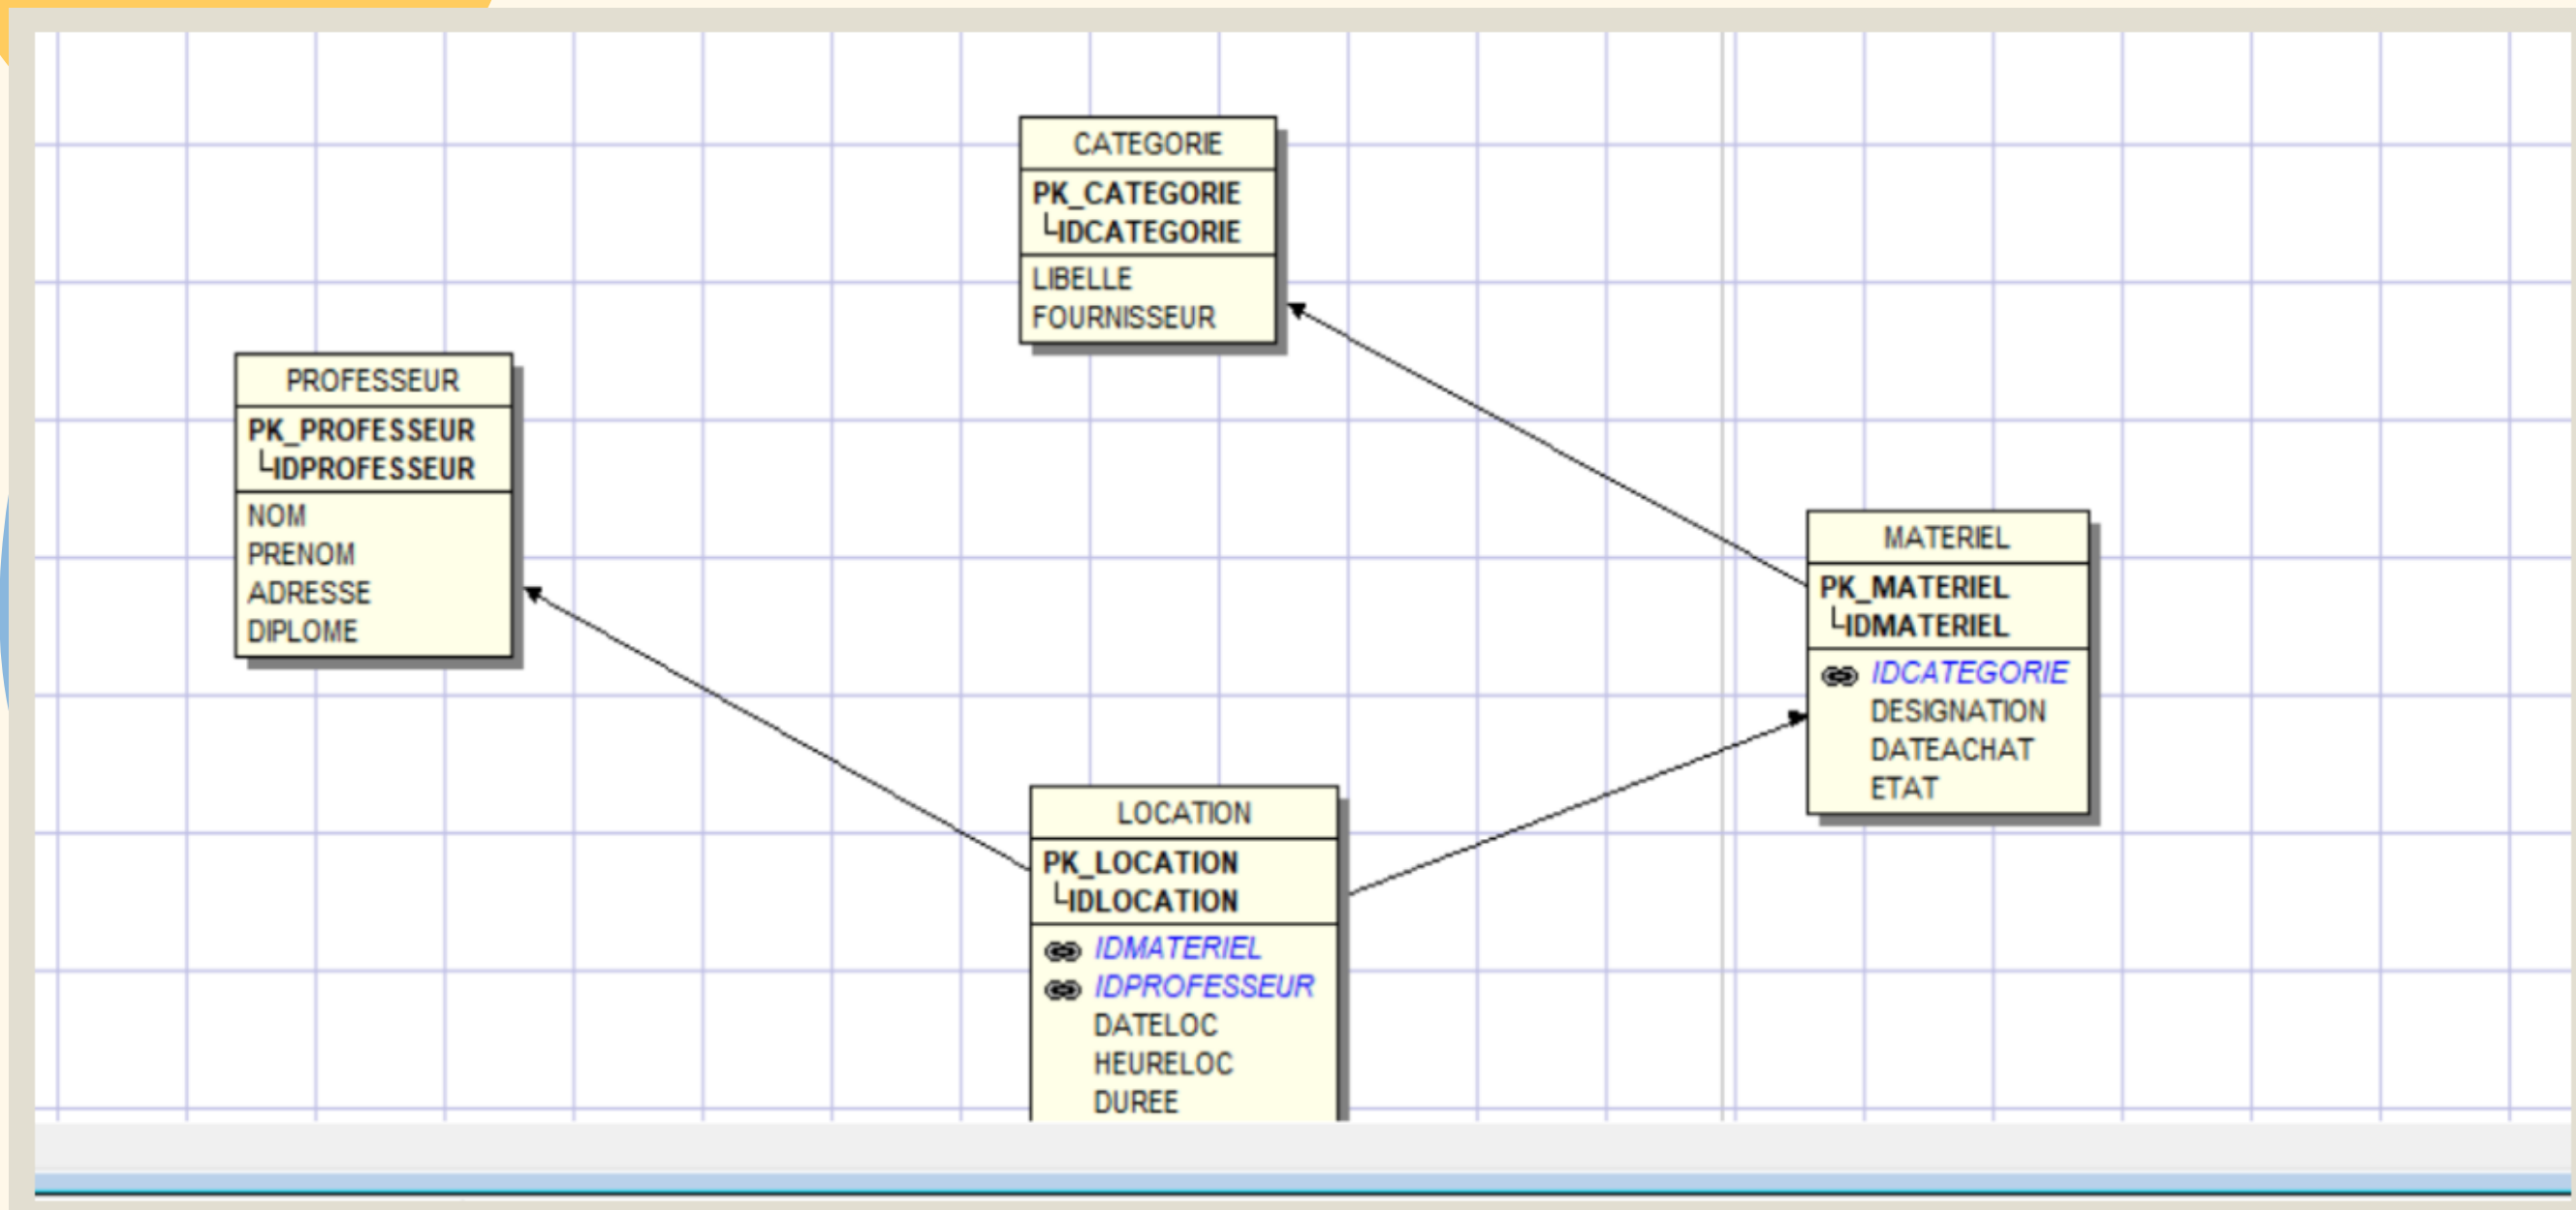 CATEGORIE
PK_CATEGORIE
IDCATEGORIE
LIBELLE
FOURNISSEUR
PROFESSEUR
PK_PROFESSEUR
IDPROFESSEUR
NOM
PRENOM
ADRESSE
DIPLOME
MATERIEL
PK_MATERIEL
IDMATERIEL
IDCATEGORIE
DESIGNATION
DATEACHAT
ETAT
LOCATION
PK_LOCATION
IDLOCATION
IDMATERIEL
IDPROFESSEUR
DATELOC
HEURELOC
DUREE